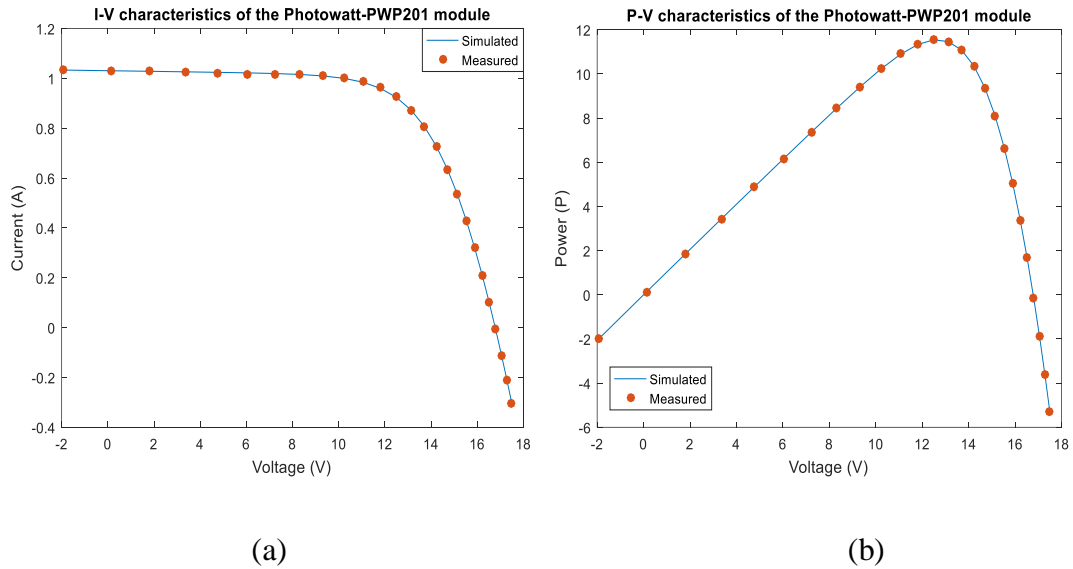 I-V characteristics of the Photowatt-PWP201 module
1.2
1
0.8
0.6
0.4
0.2
0
-0.2
-0.4
Current (A)
Simulated
Measured
-2 0 2 4 6 8 10 12 14 16 18
Voltage (V)
(a)
P-V characteristics of the Photowatt-PWP201 module
12
10
8
6
4
2
0
-2
-4
-6
Power (P)
Simulated
Measured
-2 0 2 4 6 8 10 12 14 16 18
Voltage (V)
(b)